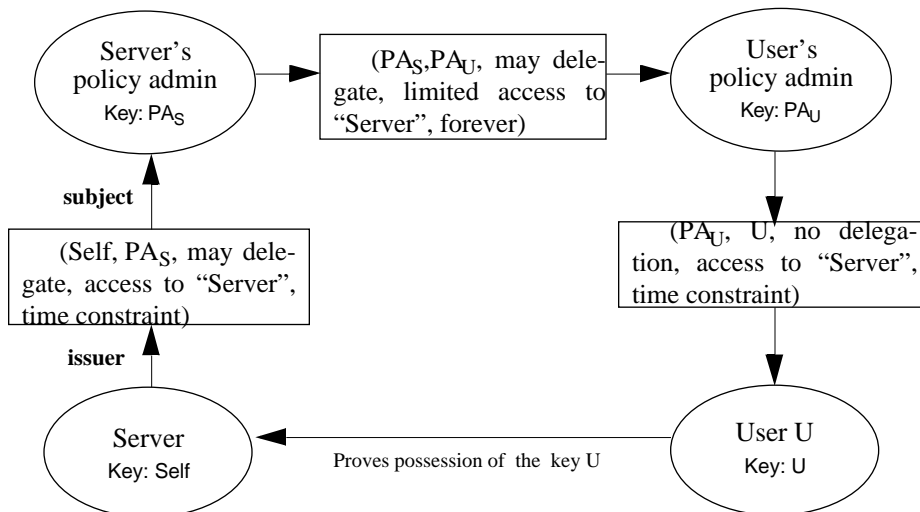 Server’s
policy admin
Key: PAS
(PAS,PAU, may dele-
gate, limited access to
“Server”, forever)
User’s
policy admin
Key: PAU
subject
(Self, PAS, may dele-
gate, access to “Server”,
time constraint)
issuer
(PAU, U, no delega-
tion, access to “Server”,
time constraint)
Server
Key: Self
Proves possession of the key U
User U
Key: U